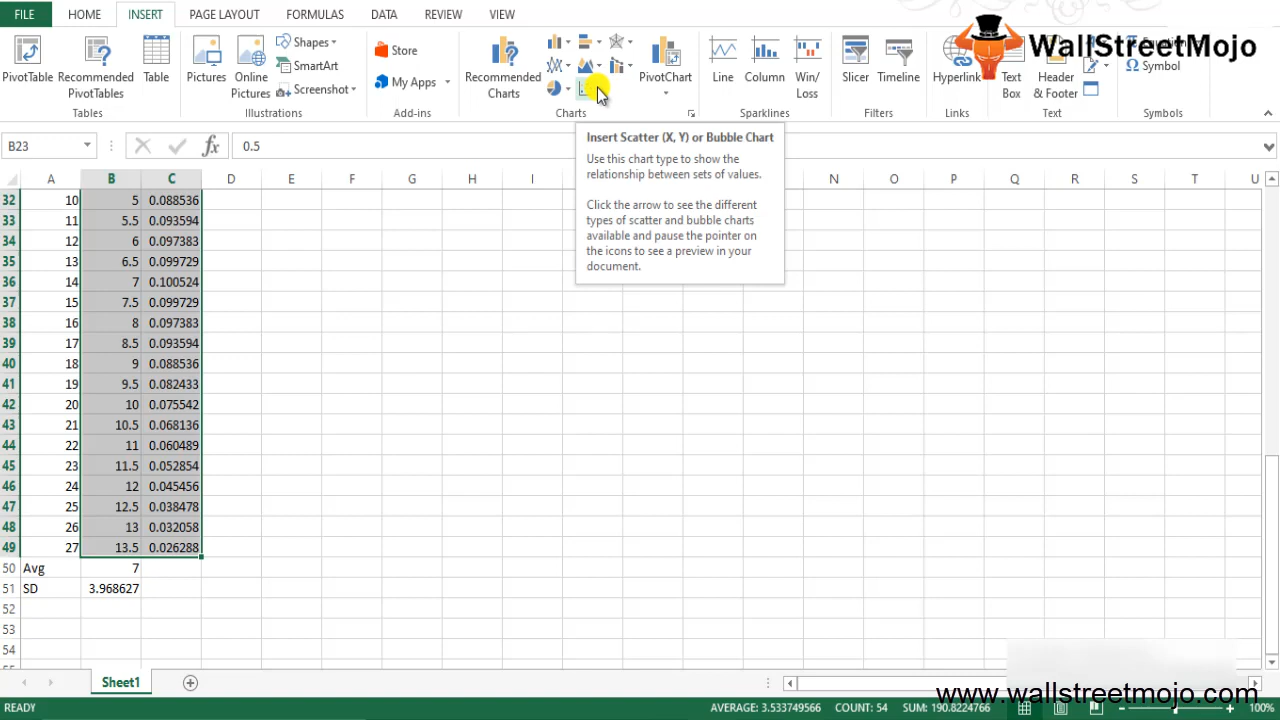 FILE HOME INSERT PAGE LAYOUT FORMULAS DATA REVIEW VIEW
PivotTable
Recommended PivotTables
Table
Tables
Pictures
Online Pictures
Shapes
SmartArt
Screenshot
Illustrations
Store
My Apps
Add-ins
Recommended Charts
PivotChart
Charts
Line
Column
Win/ Loss
Sparklines
Slicer
Timeline
Filters
Hyperlink
Links
Text Box
Header & Footer
Text
Symbol
Symbols
WallStreetMojo
B23 fx 0.5
Insert Scatter (X, Y) or Bubble Chart
Use this chart type to show the
relationship between sets of values.
Click the arrow to see the different
types of scatter and bubble charts
available and pause the pointer on
the icons to see a preview in your
document.
A B C D E F G H I N O P Q R S T U
32 10 5 0.088536
33 11 5.5 0.093594
34 12 6 0.097383
35 13 6.5 0.099729
36 14 7 0.100524
37 15 7.5 0.099729
38 16 8 0.097383
39 17 8.5 0.093594
40 18 9 0.088536
41 19 9.5 0.082433
42 20 10 0.075542
43 21 10.5 0.068136
44 22 11 0.060489
45 23 11.5 0.052854
46 24 12 0.045456
47 25 12.5 0.038478
48 26 13 0.032058
49 27 13.5 0.026288
50 Avg 7
51 SD 3.968627
52
53
54
Sheet1
www.wallstreetmojo.com
READY AVERAGE: 3.533749566 COUNT: 54 SUM: 190.8224766 100%